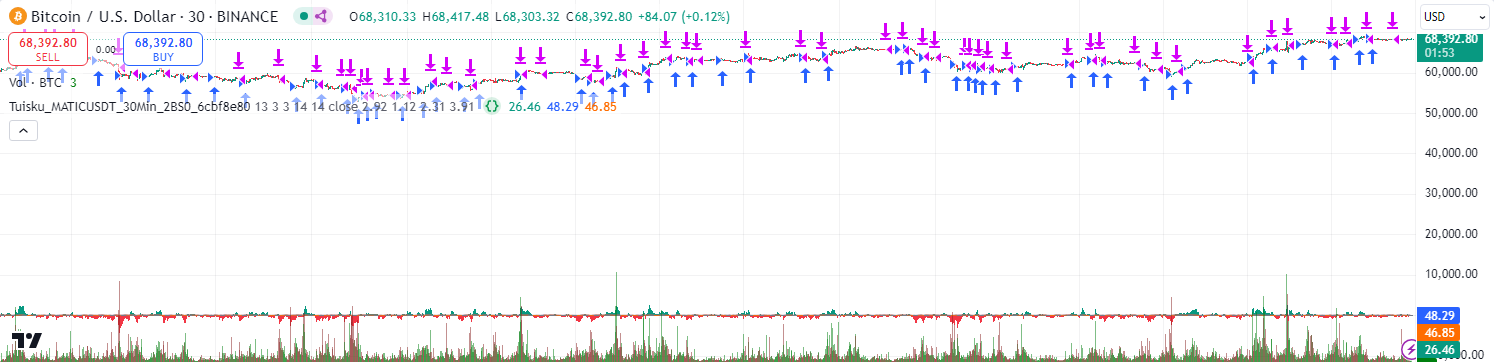 Bitcoin / U.S. Dollar · 30 · BINANCE O68,310.33 H68,417.48 L68,303.32 C68,392.80 +84.07 (+0.12%)
USD
68,392.80 0.00 68,392.80
SELL BUY
68,392.80
01:53
Vol · BTC 3
60,000.00
Tuisku_MATICUSDT_30Min_2BS0_6cbf8e80 13 3 3 14 14 close 2.92 1.12 2.31 3.91 26.46 48.29 46.85
50,000.00
40,000.00
30,000.00
20,000.00
10,000.00
48.29
46.85
26.46